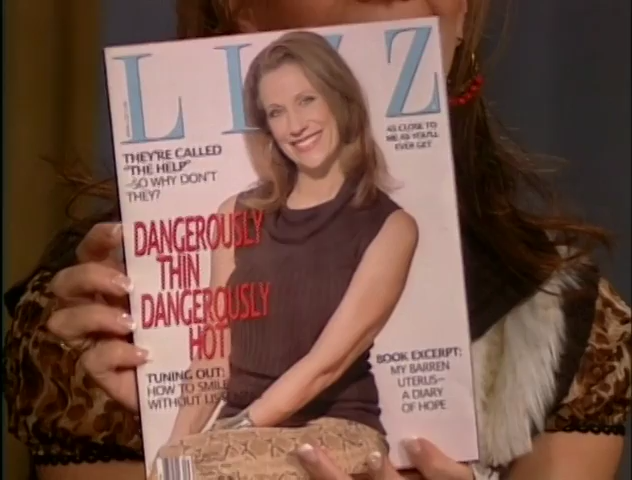 LIZZ
AS CLOSE TO
ME AS YOU'LL
EVER GET
THEY'RE CALLED
"THE HELP"
-SO WHY DON'T
THEY?
DANGEROUSLY
THIN
DANGEROUSLY
HOT
TUNING OUT:
HOW TO SMILE
WITHOUT
BOOK EXCERPT:
MY BARREN
UTERUS—
A DIARY
OF HOPE